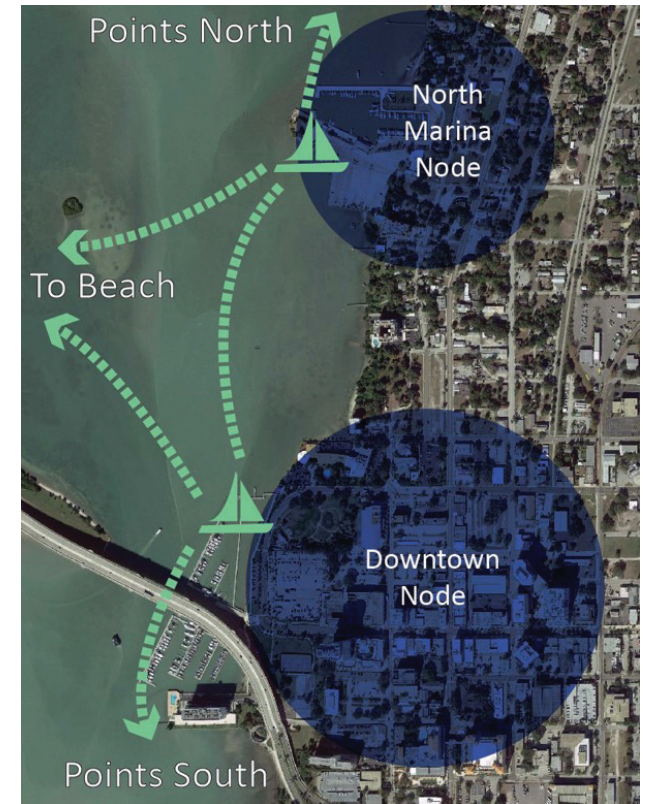 Points North
North
Marina
Node
To Beach
Downtown
Node
Points South